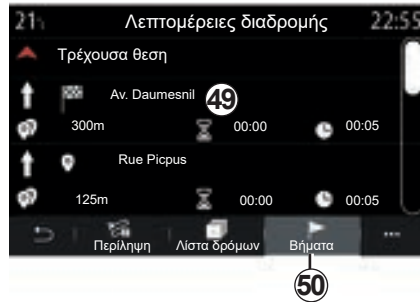 21 Λεπτομέρειες διαδρομής 22:55
Τρέχουσα θεση
Av. Daumesnil 49
300m 00:00 00:05
Rue Picpus
125m 00:00 00:05
Περίληψη Λίστα δρόμων Βήματα ...
50